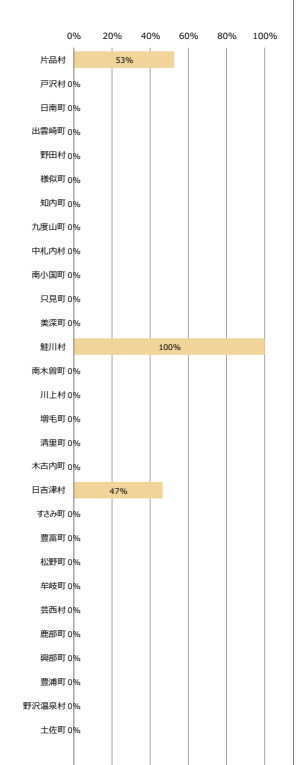 0% 20% 40% 60% 80% 100%
片品村 53%
戸沢村 0%
日南町 0%
出雲崎町 0%
野田村 0%
様似町 0%
知内町 0%
九度山町 0%
中札内村 0%
南小国町 0%
只見町 0%
美深町 0%
鮭川村 100%
南木曽町 0%
川上村 0%
増毛町 0%
清里町 0%
木古内町 0%
日吉津村 47%
すさみ町 0%
豊富町 0%
松野町 0%
牟岐町 0%
芸西村 0%
鹿部町 0%
興部町 0%
豊浦町 0%
野沢温泉村 0%
土佐町 0%